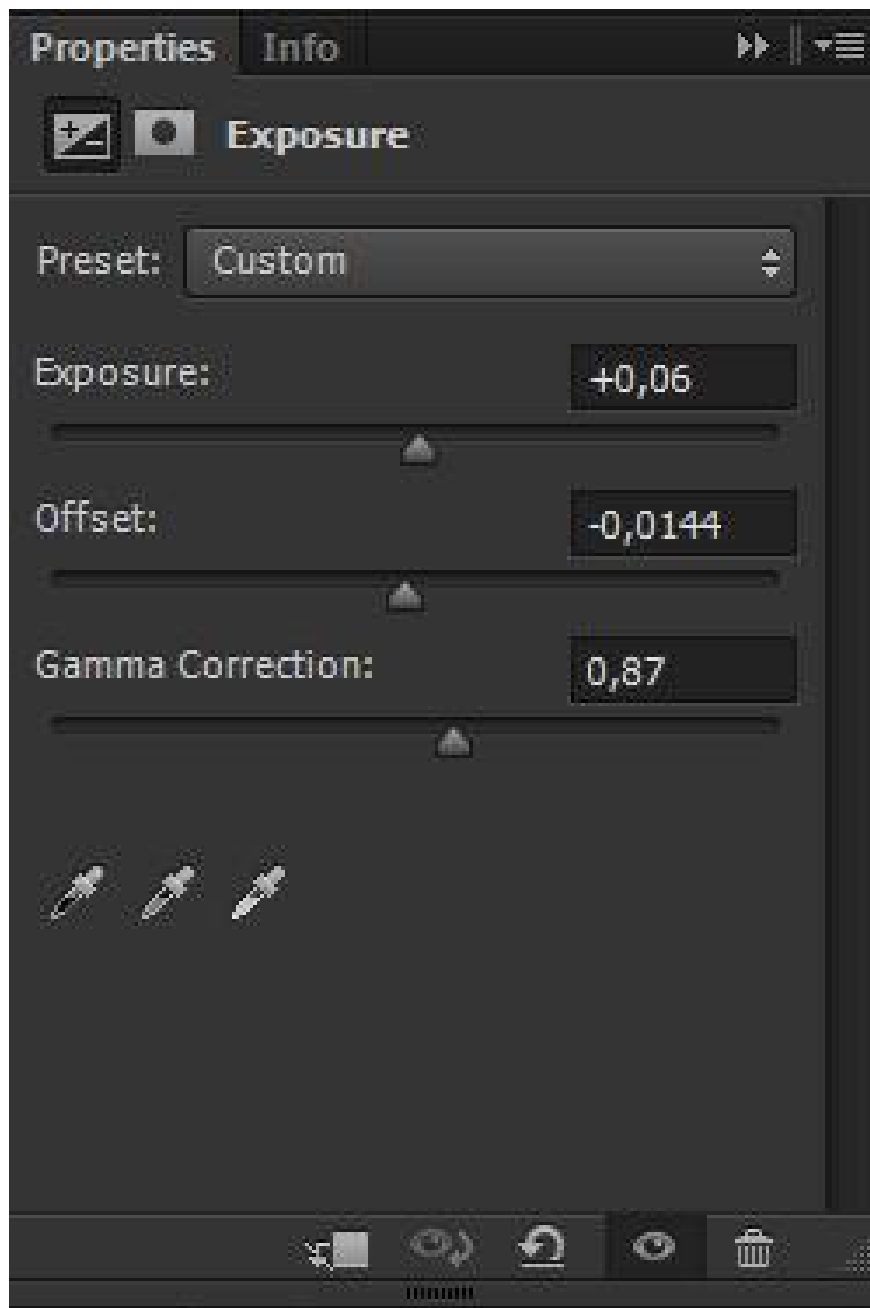 Properties Info
Exposure
Preset: Custom
Exposure: +0,06
Offset: -0,0144
Gamma Correction: 0,87